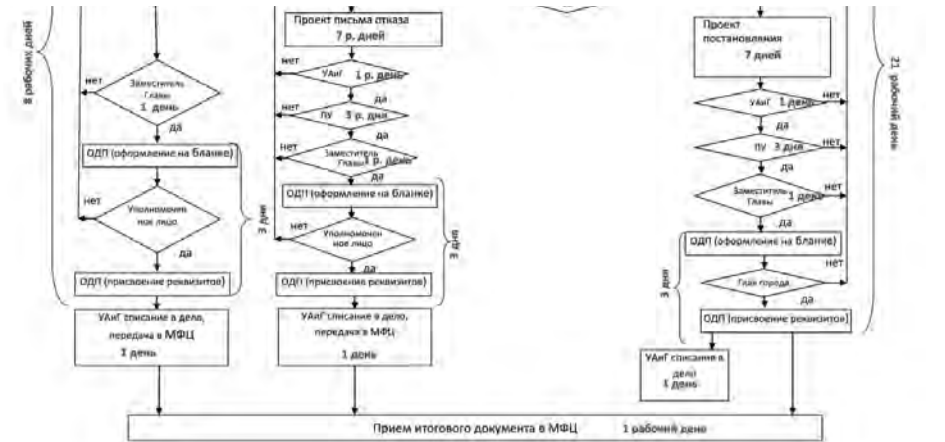 8 рабочих дней
нет
Заместитель
Главы
1 день
да
ОДП (оформление на бланке)
нет
Уполномочен
ное лицо
да
ОДП (присвоение реквизитов)
3 дня
УАиГ списание в дело,
передача в МФЦ
1 день
Проект письма отказа
7 р. дней
нет
УАиГ 1 р. день
да
нет
ПУ 3 р. дня
да
нет
Заместитель
Главы 1 р. день
да
ОДП (оформление на бланке)
нет
Уполномочен
ное лицо
да
ОДП (присвоение реквизитов)
3 дня
УАиГ списание в дело,
передача в МФЦ
1 день
Проект
постановления
7 дней
УАиГ 1 день
нет
да
ПУ 3 дня
нет
да
Заместитель
Главы 1 день
нет
да
ОДП (оформление на бланке)
нет
Глав города
да
ОДП (присвоение реквизитов)
3 дня
21 рабочий день
УАиГ списание в
дело
1 день
Прием итогового документа в МФЦ 1 рабочий день